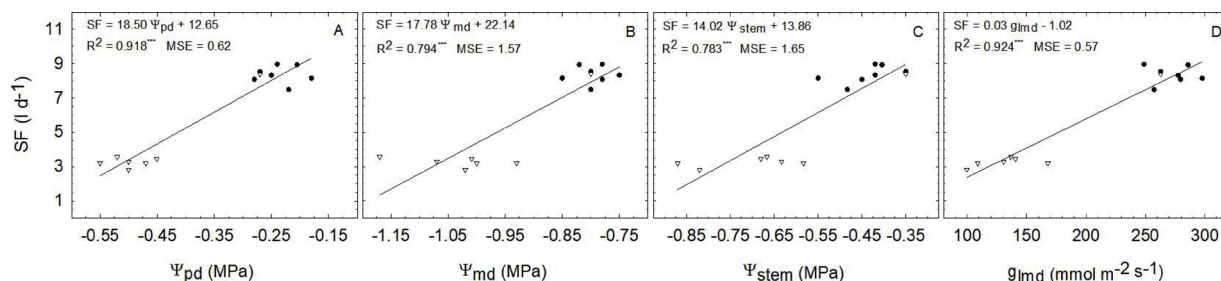 SF = 18.50 Ψpd + 12.65
R² = 0.918*** MSE = 0.62
A
SF = 17.78 Ψmd + 22.14
R² = 0.794*** MSE = 1.57
B
SF = 14.02 Ψstem + 13.86
R² = 0.783*** MSE = 1.65
C
SF = 0.03 glmd - 1.02
R² = 0.924*** MSE = 0.57
D
SF (l d⁻¹)
11
9
7
5
3
1
-0.55 -0.45 -0.35 -0.25 -0.15
-1.15 -1.05 -0.95 -0.85 -0.75
-0.85 -0.75 -0.65 -0.55 -0.45 -0.35
100 150 200 250 300
Ψpd (MPa)
Ψmd (MPa)
Ψstem (MPa)
glmd (mmol m⁻² s⁻¹)